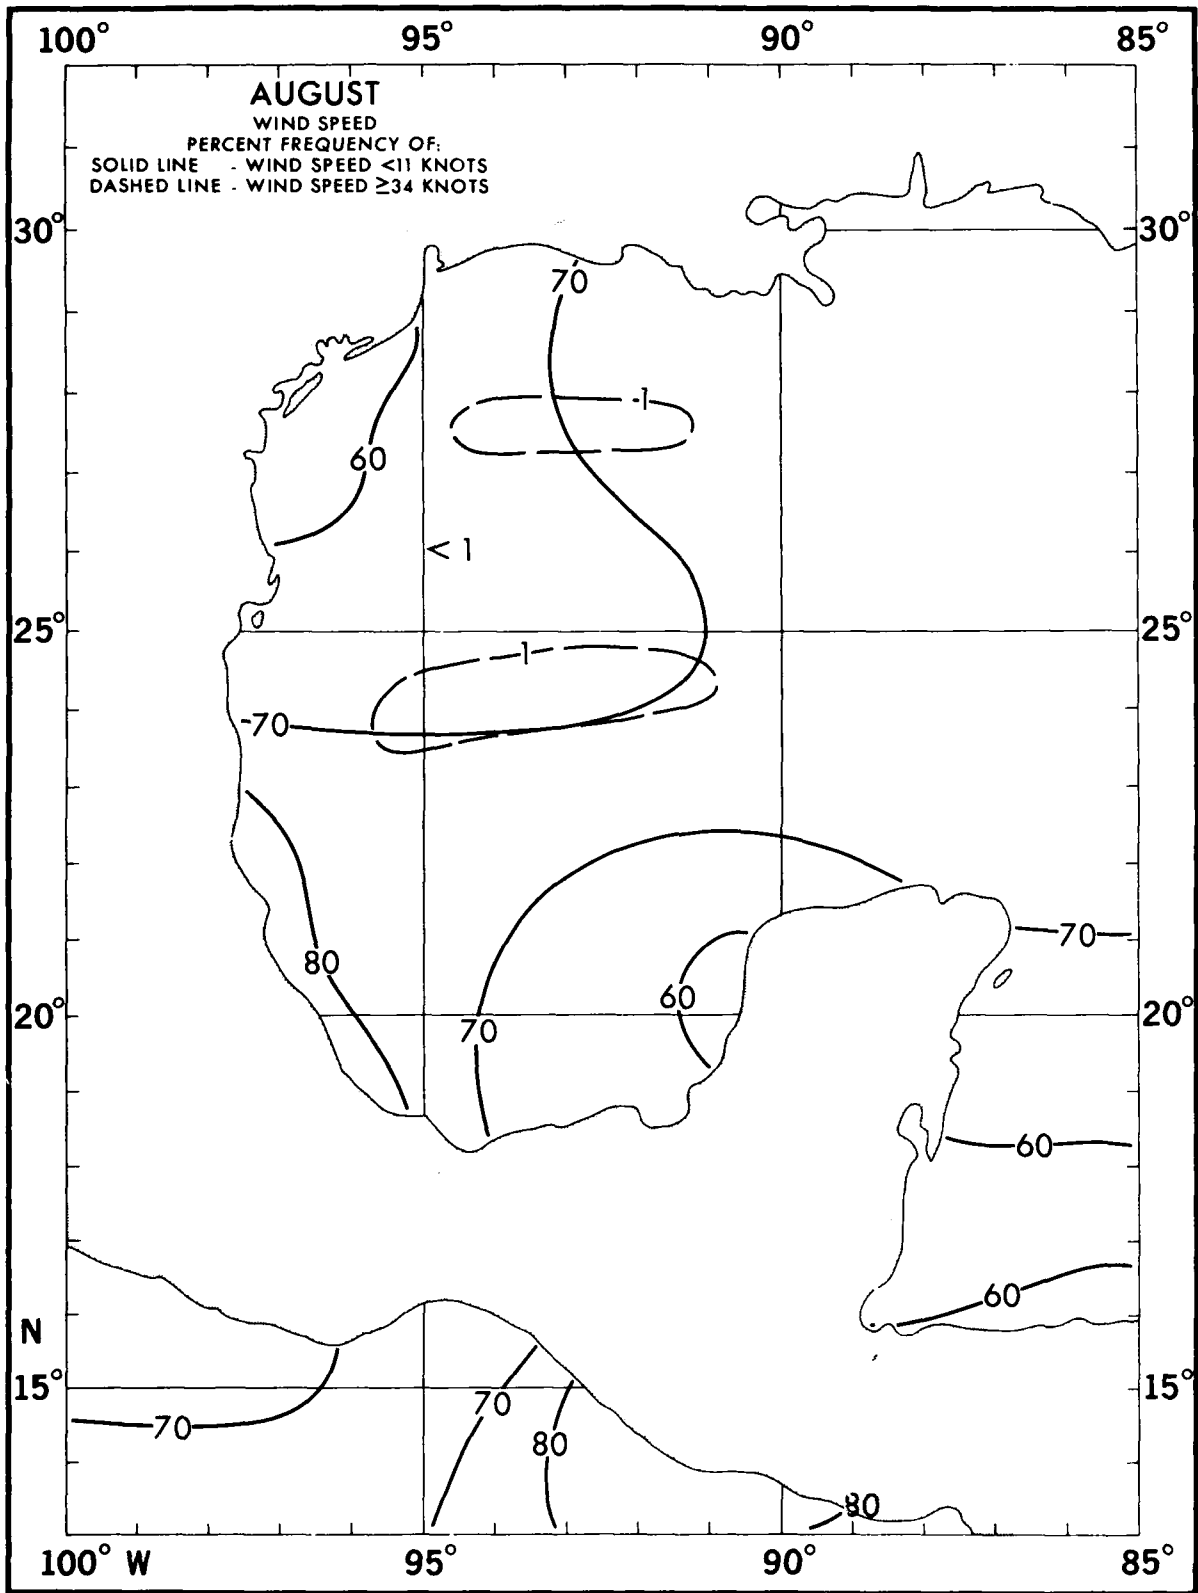 100° 95° 90° 85°
AUGUST
WIND SPEED
PERCENT FREQUENCY OF:
SOLID LINE - WIND SPEED <11 KNOTS
DASHED LINE - WIND SPEED ≥34 KNOTS
30° 30°
70
1
60
< 1
25° 25°
1
70
70
80
60
20° 20°
70
60
60
N
15° 15°
70
70
80
80
100° W 95° 90° 85°